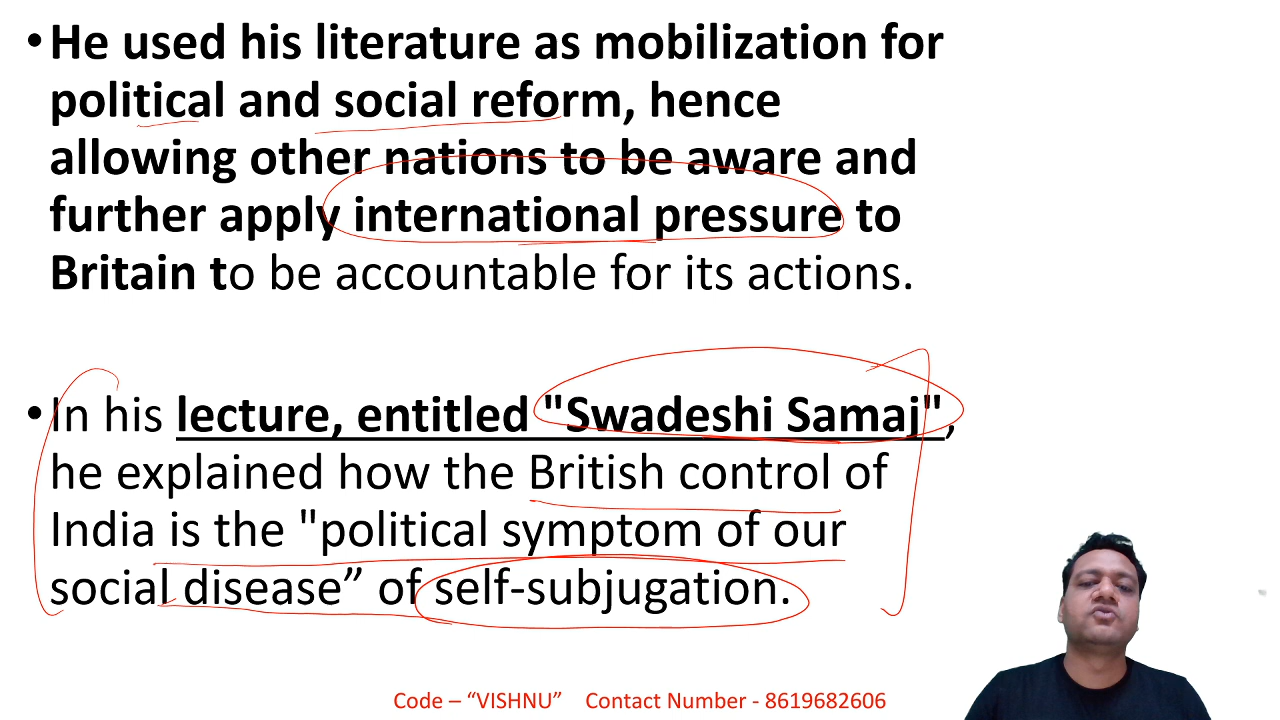 •He used his literature as mobilization for
political and social reform, hence
allowing other nations to be aware and
further apply international pressure to
Britain to be accountable for its actions.
•In his lecture, entitled "Swadeshi Samaj",
he explained how the British control of
India is the "political symptom of our
social disease” of self-subjugation.
Code – “VISHNU” Contact Number - 8619682606